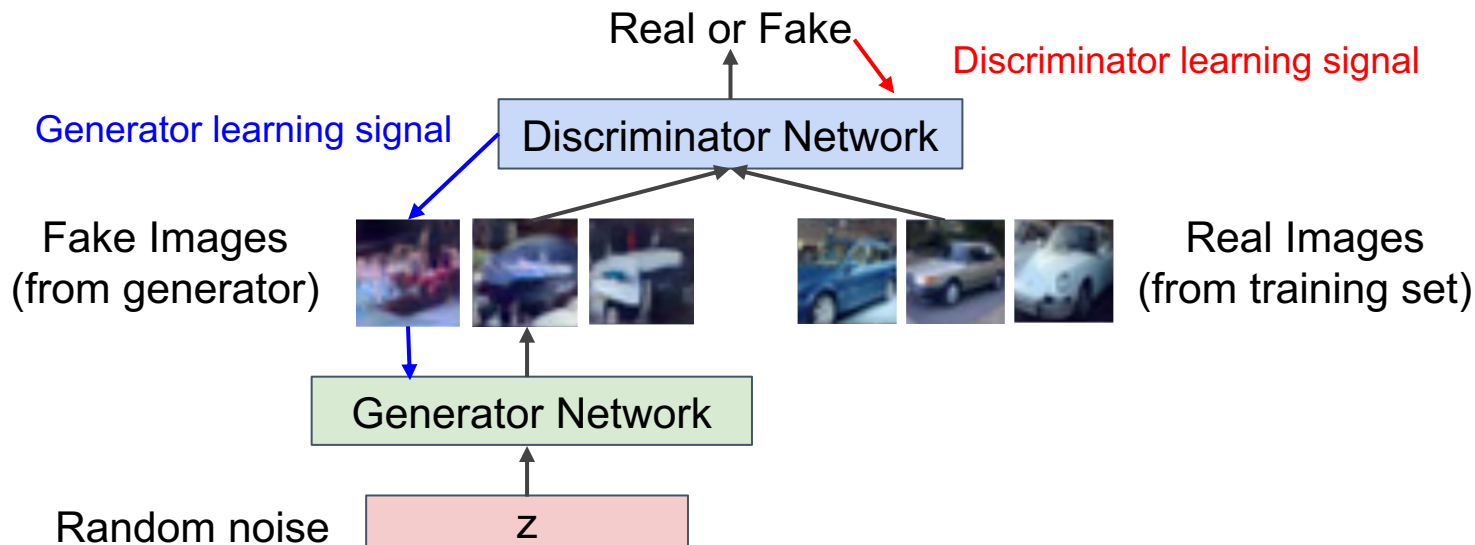 Real or Fake
Discriminator learning signal
Generator learning signal
Discriminator Network
Fake Images
(from generator)
Real Images
(from training set)
Generator Network
Random noise
z